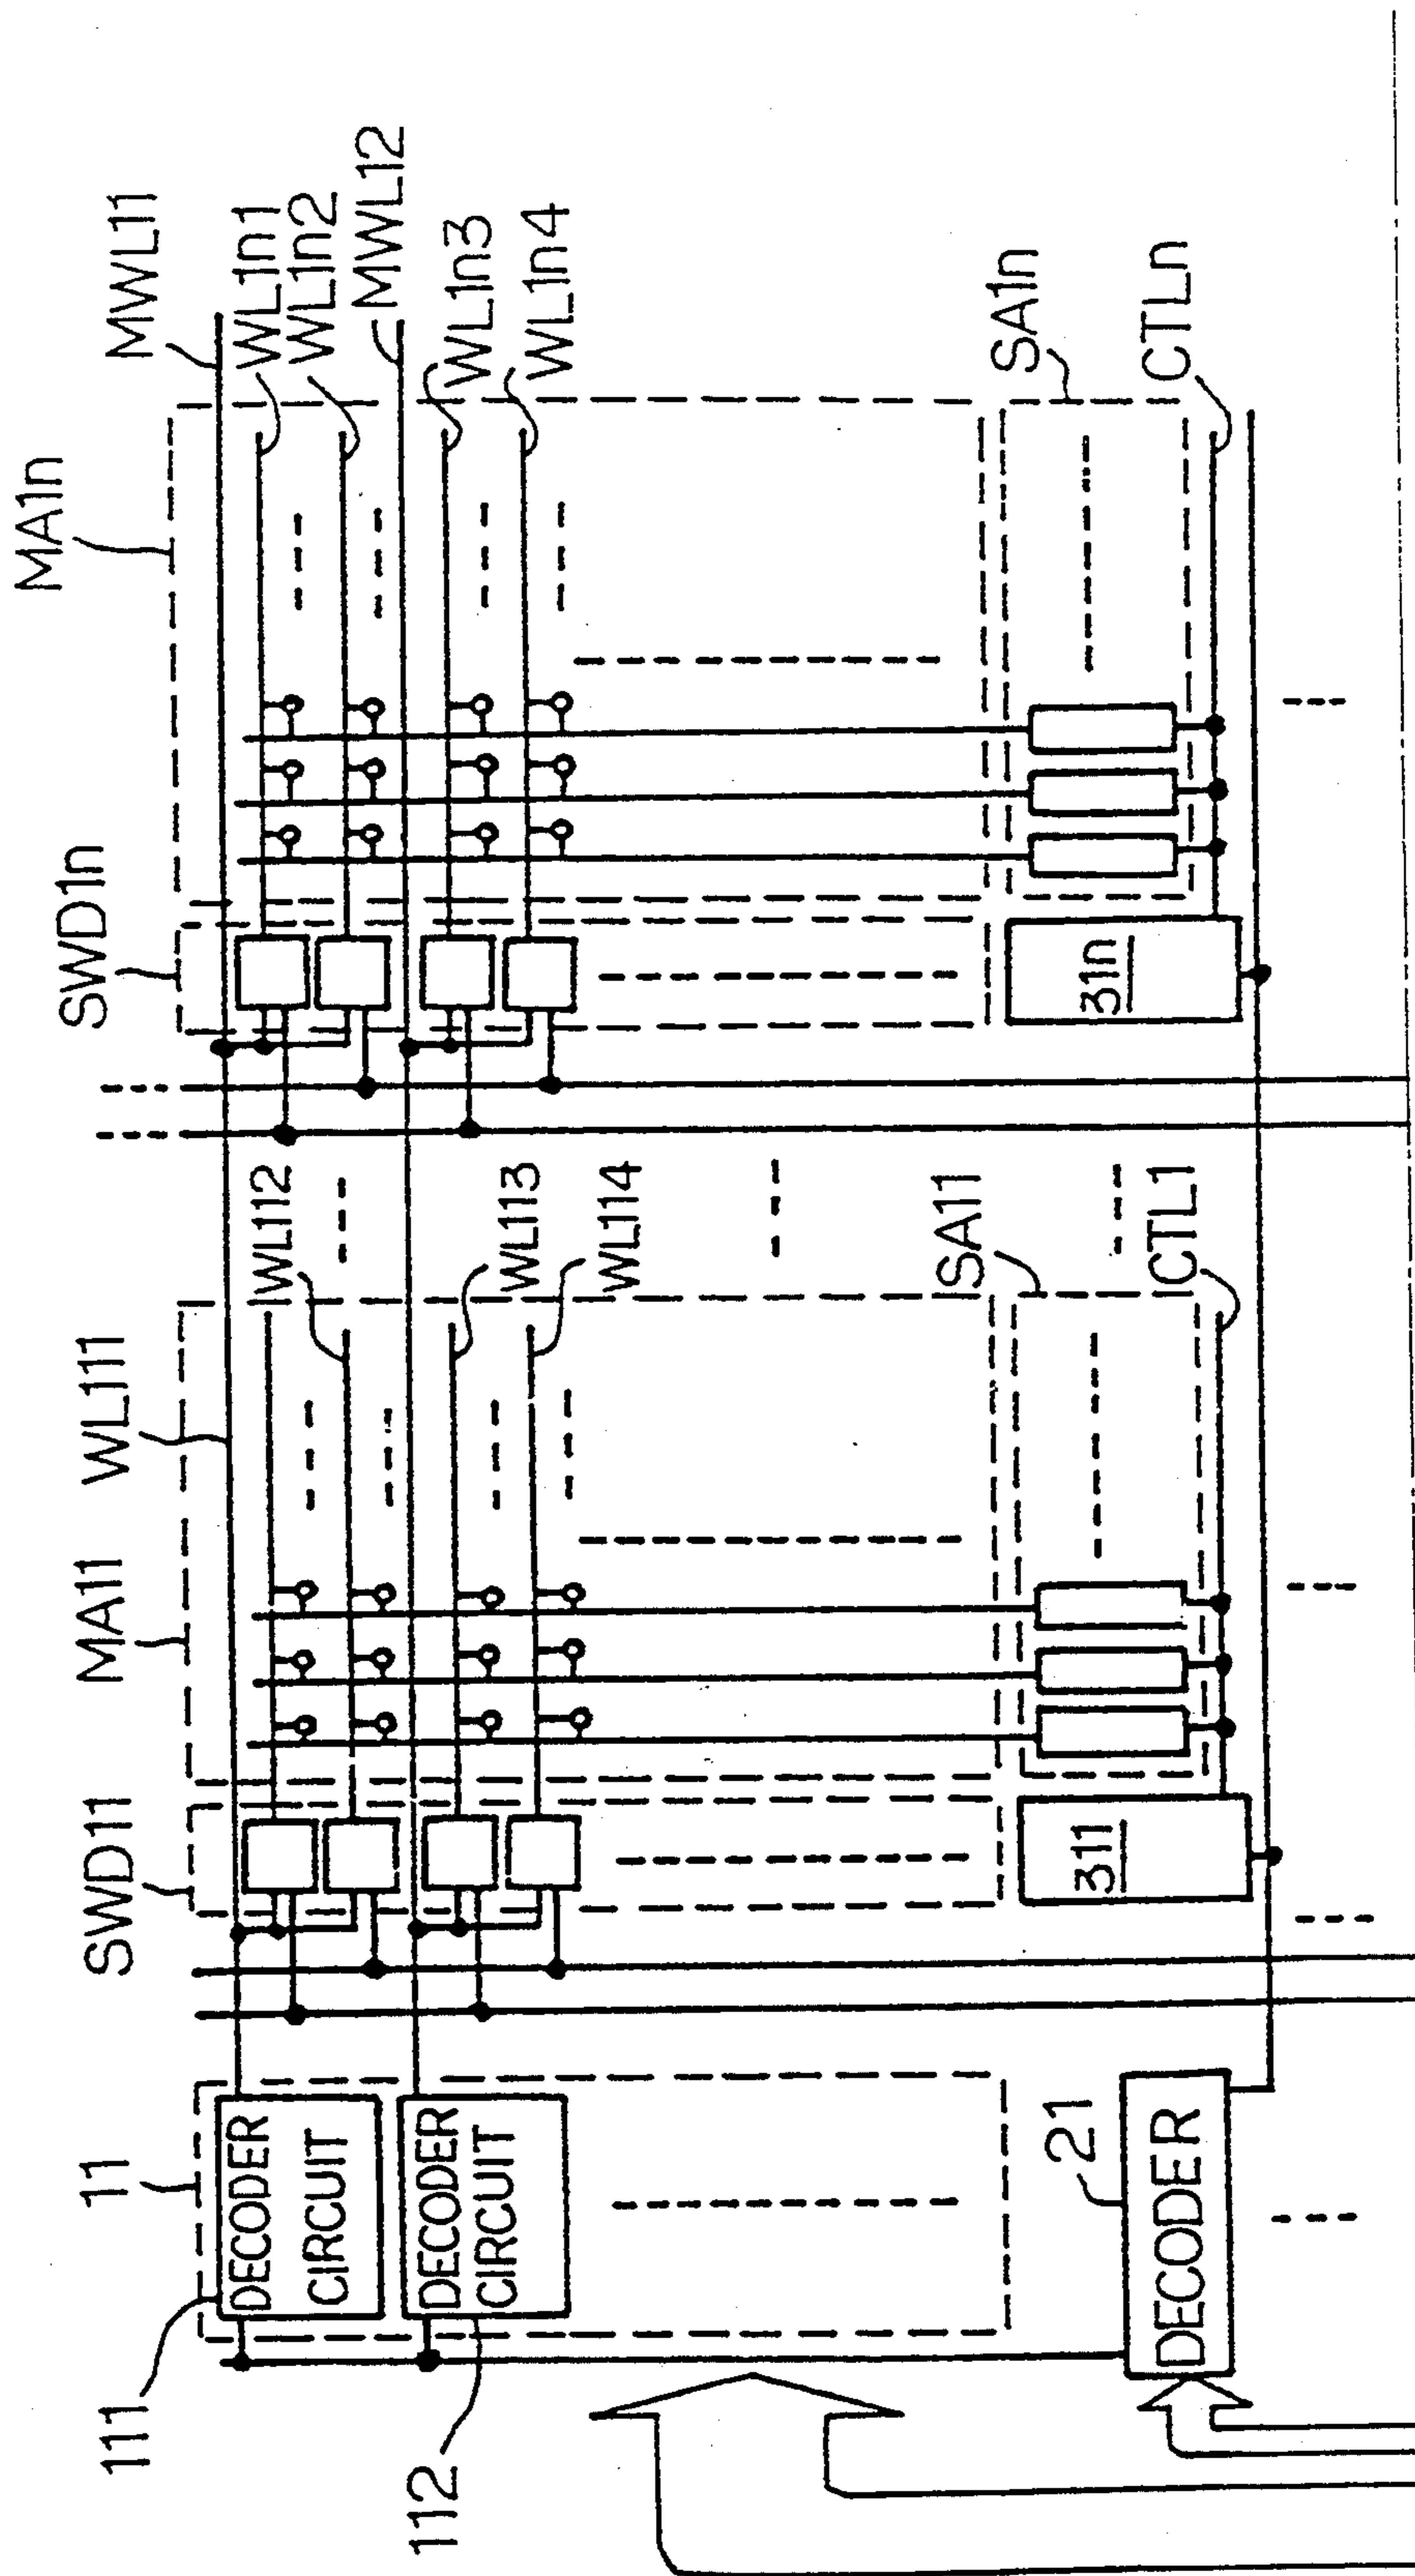 MWL11
WL1n1
WL1n2
MWL12
WL1n3
WL1n4
MA1n
SA1n
CTLn
SWD1n
31n
WL111
WL112
WL113
WL114
MA11
SA11
CTL1
SWD11
311
11
DECODER
CIRCUIT
111
DECODER
CIRCUIT
112
21
DECODER